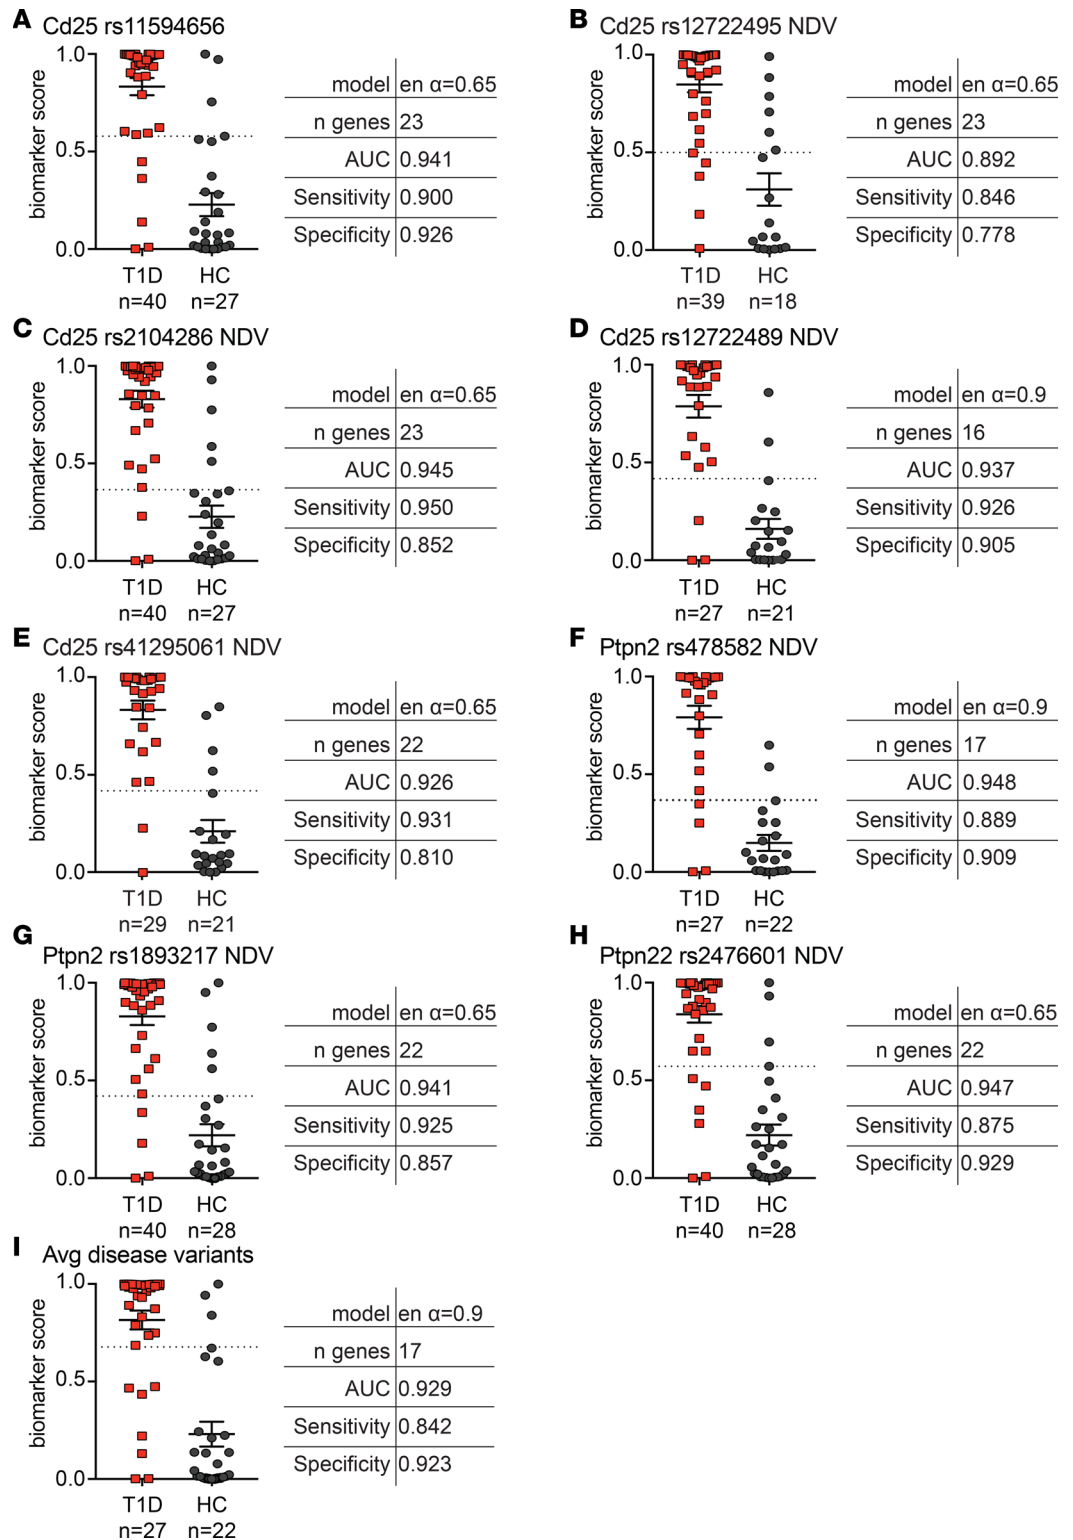 A Cd25 rs11594656
biomarker score
1.0
0.5
0.0
T1D HC
n=40 n=27
model en α=0.65
n genes 23
AUC 0.941
Sensitivity 0.900
Specificity 0.926
B Cd25 rs12722495 NDV
biomarker score
1.0
0.5
0.0
T1D HC
n=39 n=18
model en α=0.65
n genes 23
AUC 0.892
Sensitivity 0.846
Specificity 0.778
C Cd25 rs2104286 NDV
biomarker score
1.0
0.5
0.0
T1D HC
n=40 n=27
model en α=0.65
n genes 23
AUC 0.945
Sensitivity 0.950
Specificity 0.852
D Cd25 rs12722489 NDV
biomarker score
1.0
0.5
0.0
T1D HC
n=27 n=21
model en α=0.9
n genes 16
AUC 0.937
Sensitivity 0.926
Specificity 0.905
E Cd25 rs41295061 NDV
biomarker score
1.0
0.5
0.0
T1D HC
n=29 n=21
model en α=0.65
n genes 22
AUC 0.926
Sensitivity 0.931
Specificity 0.810
F Ptpn2 rs478582 NDV
biomarker score
1.0
0.5
0.0
T1D HC
n=27 n=22
model en α=0.9
n genes 17
AUC 0.948
Sensitivity 0.889
Specificity 0.909
G Ptpn2 rs1893217 NDV
biomarker score
1.0
0.5
0.0
T1D HC
n=40 n=28
model en α=0.65
n genes 22
AUC 0.941
Sensitivity 0.925
Specificity 0.857
H Ptpn22 rs2476601 NDV
biomarker score
1.0
0.5
0.0
T1D HC
n=40 n=28
model en α=0.65
n genes 22
AUC 0.947
Sensitivity 0.875
Specificity 0.929
I Avg disease variants
biomarker score
1.0
0.5
0.0
T1D HC
n=27 n=22
model en α=0.9
n genes 17
AUC 0.929
Sensitivity 0.842
Specificity 0.923